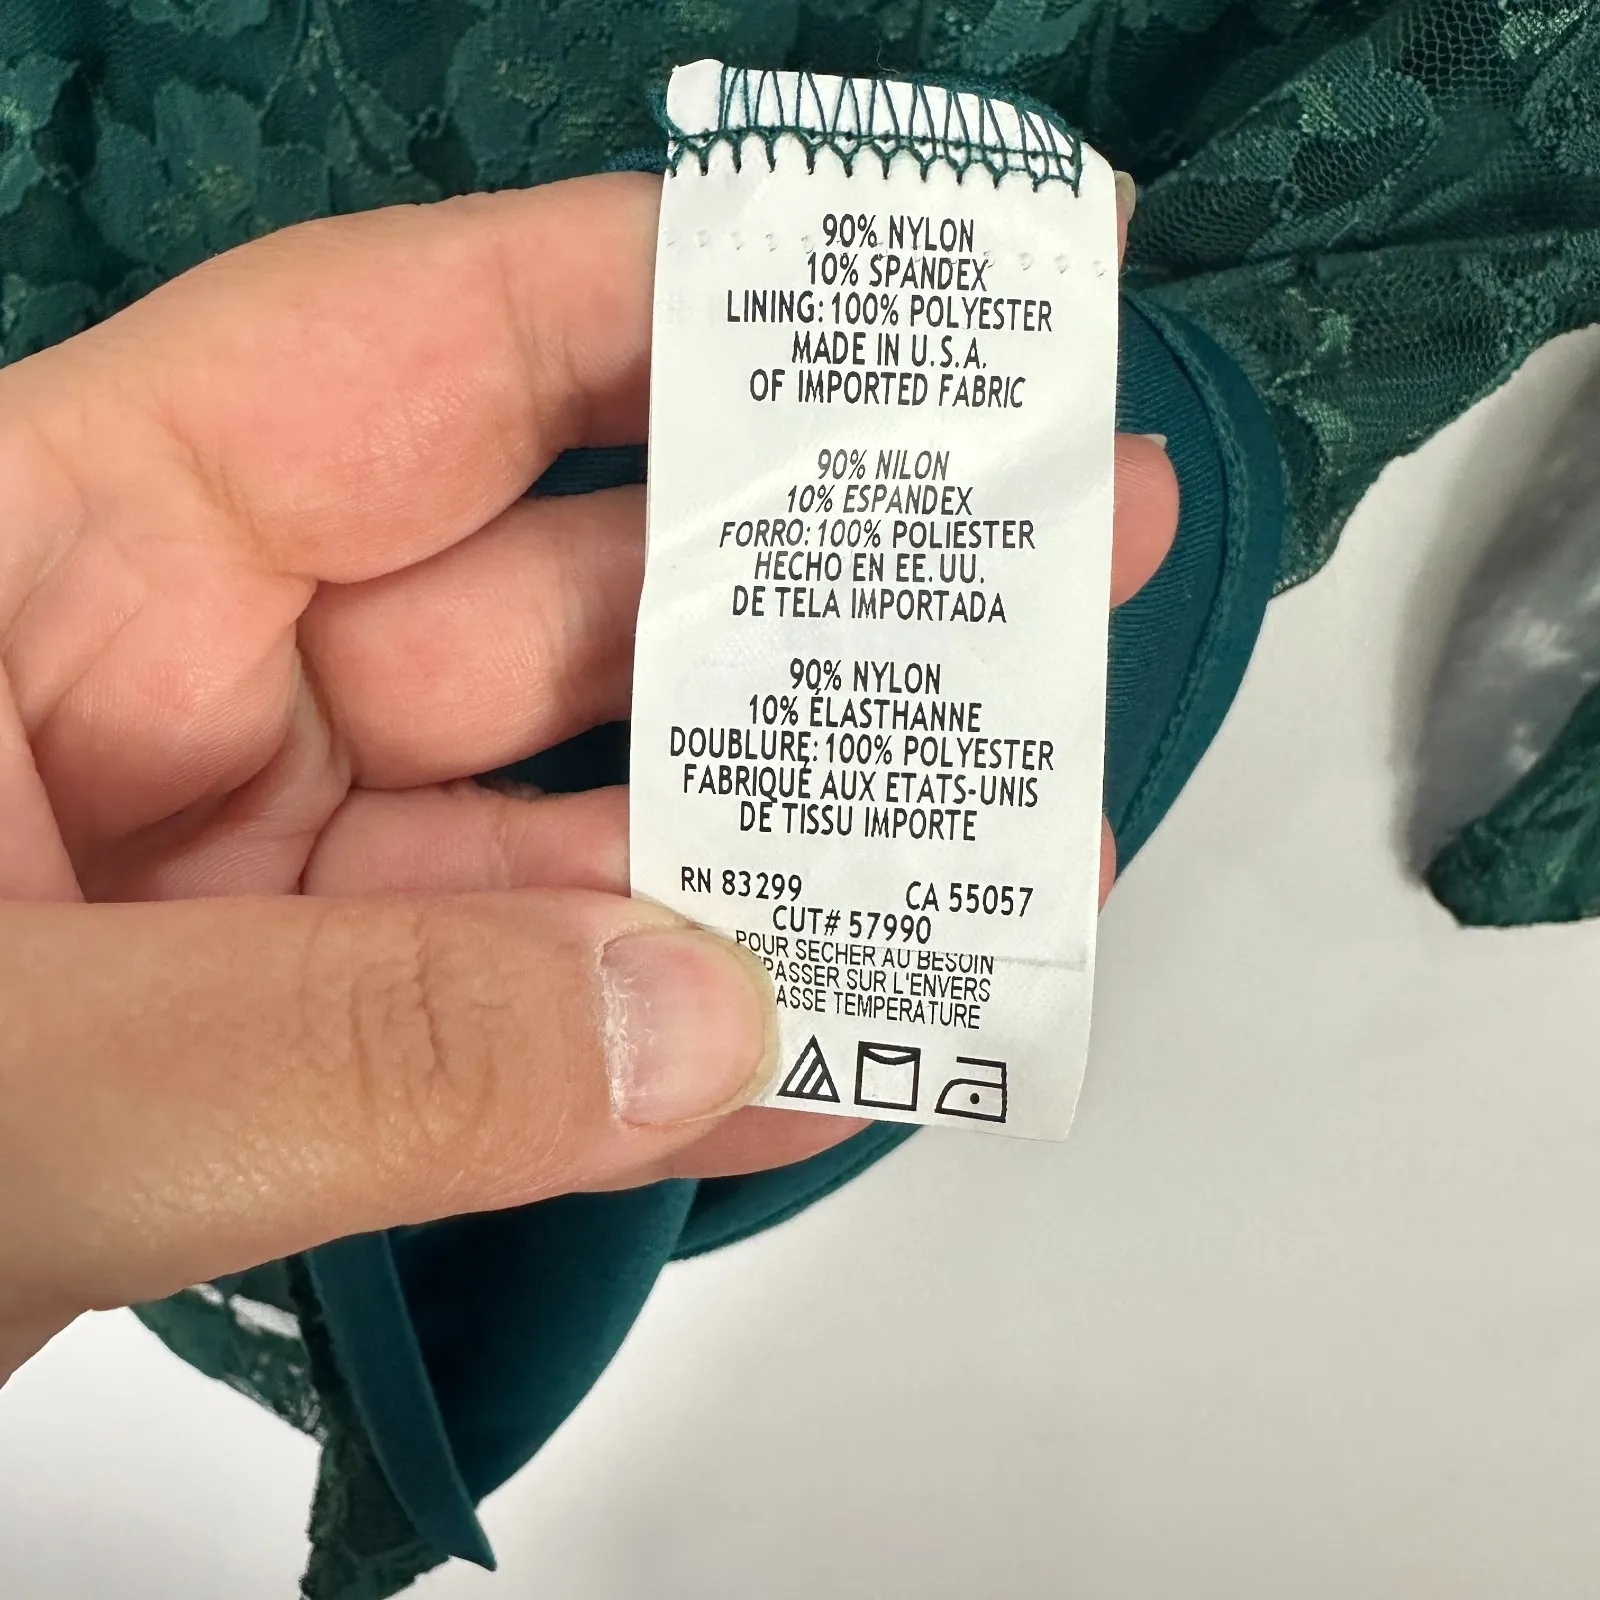 90% NYLON
10% SPANDEX
LINING: 100% POLYESTER
MADE IN U.S.A.
OF IMPORTED FABRIC
90% NILON
10% ESPANDEX
FORRO: 100% POLIESTER
HECHO EN EE. UU.
DE TELA IMPORTADA
90% NYLON
10% ÉLASTHANNE
DOUBLURE: 100% POLYESTER
FABRIQUÉ AUX ETATS-UNIS
DE TISSU IMPORTE
RN 83299 CA 55057
CUT# 57990
POUR SECHER AU BESOIN
PASSER SUR L'ENVERS
ASSE TEMPERATURE